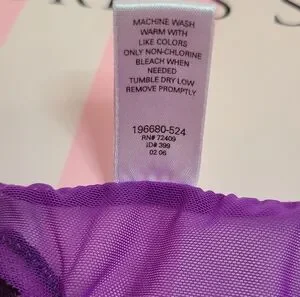 MACHINE WASH
WARM WITH
LIKE COLORS
ONLY NON-CHLORINE
BLEACH WHEN
NEEDED
TUMBLE DRY LOW
REMOVE PROMPTLY
196680-524
RN# 72409
ID# 399
02 06